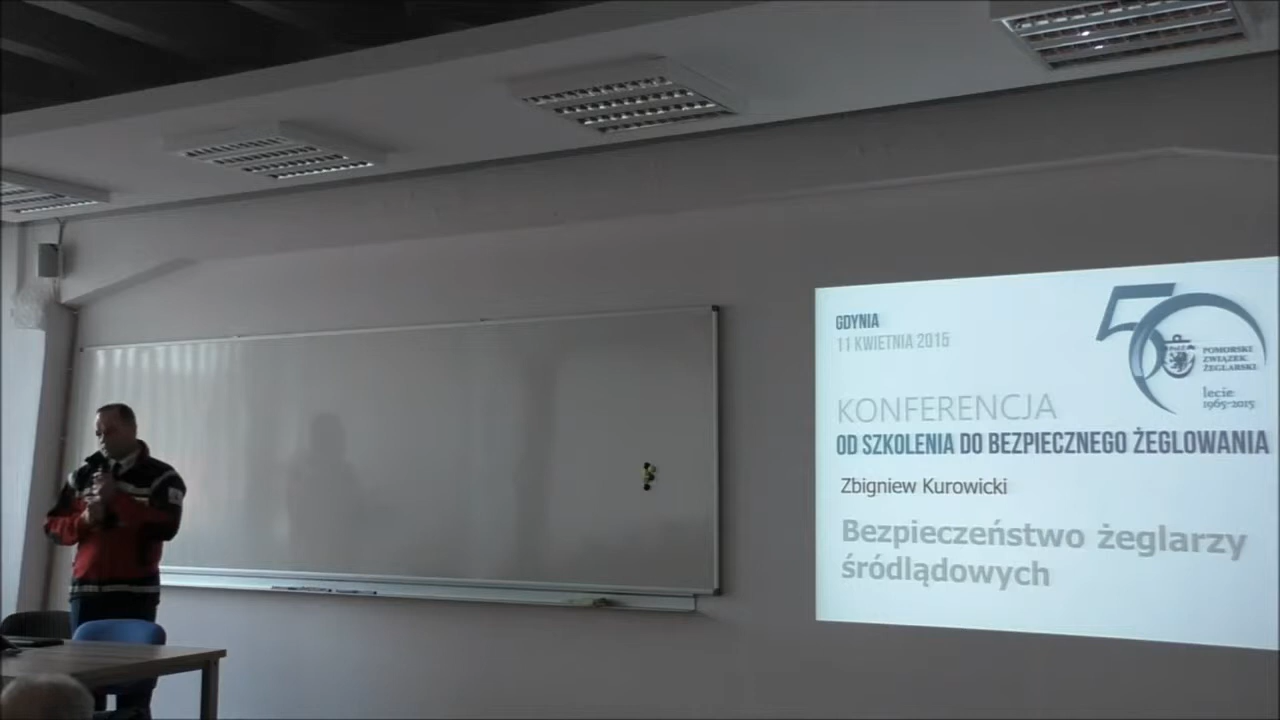 GDYNIA
11 KWIETNIA 2015
50
POMORSKI
ZWIĄZEK
ŻEGLARSKI
lecie
1965-2015
KONFERENCJA
OD SZKOLENIA DO BEZPIECZNEGO ŻEGLOWANIA
Zbigniew Kurowicki
Bezpieczeństwo żeglarzy
śródlądowych